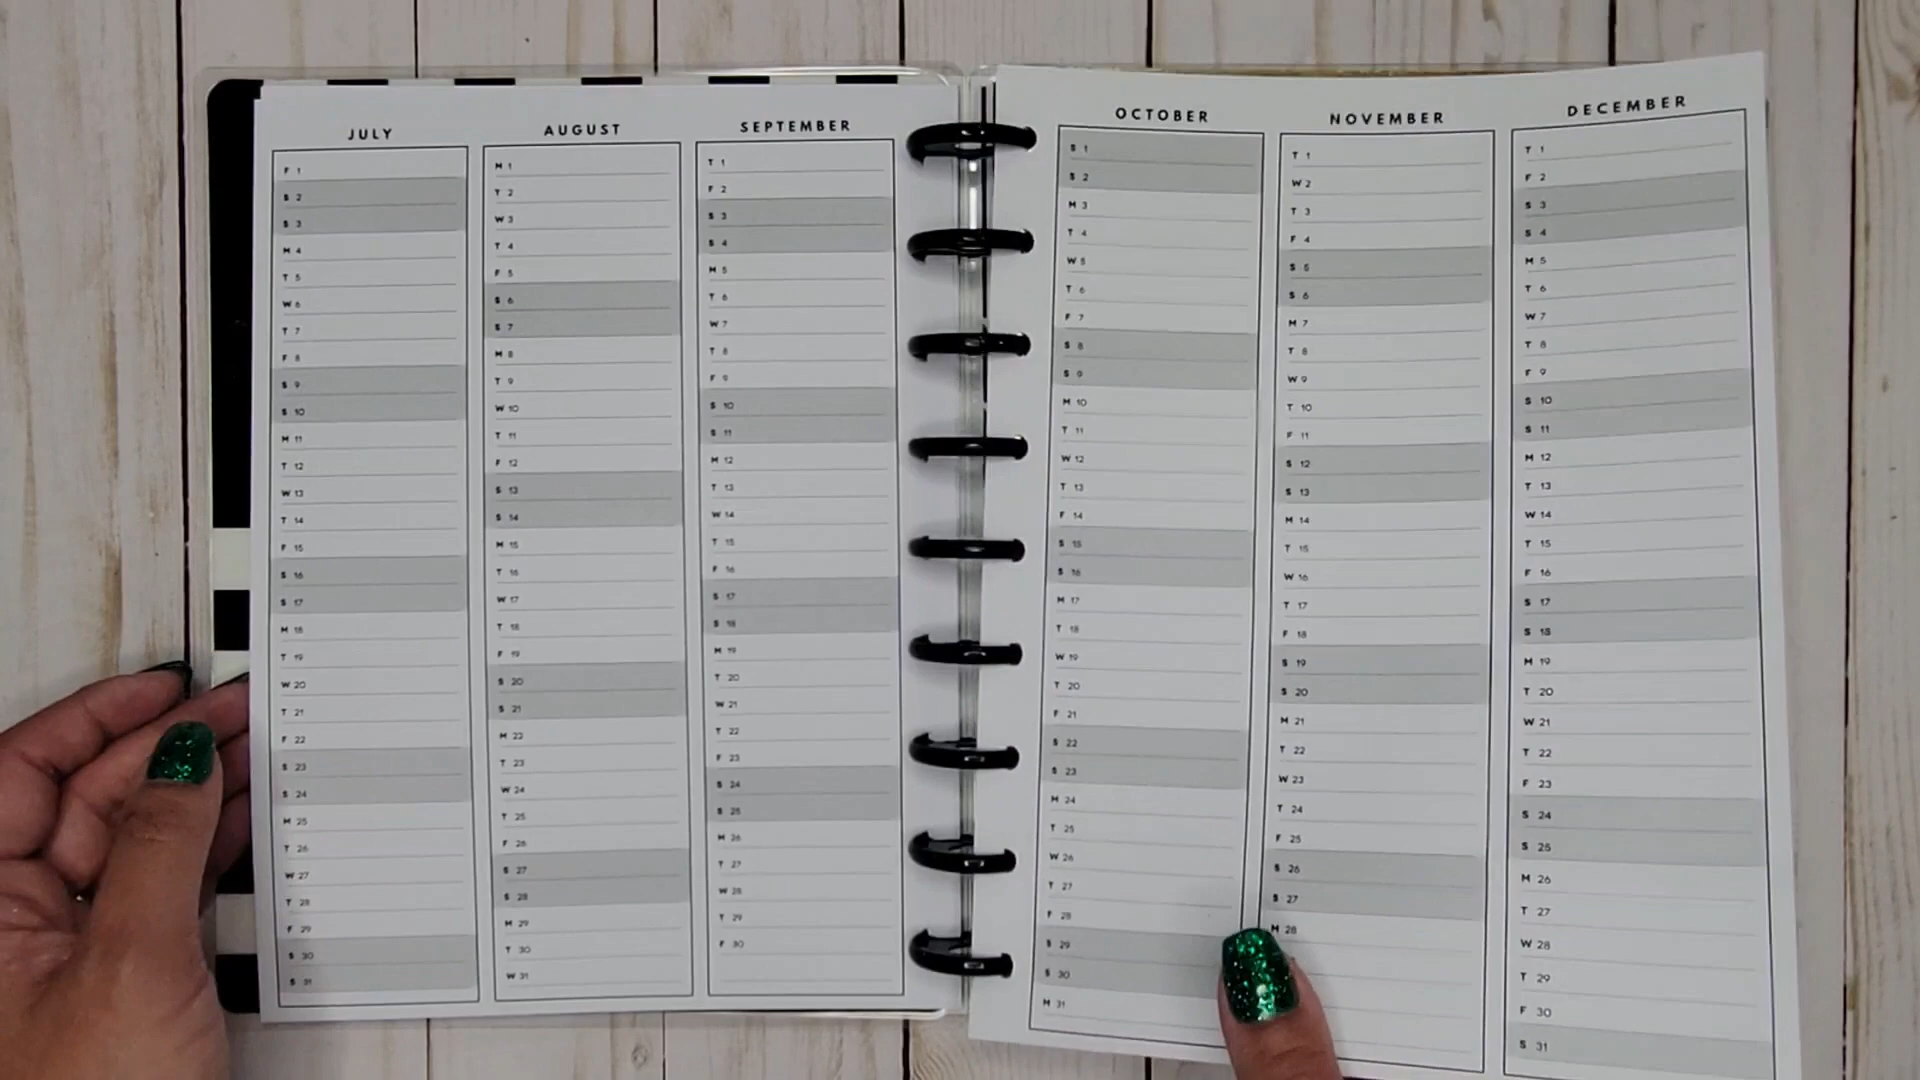 JULY
F 1
S 2
S 3
M 4
T 5
W 6
T 7
F 8
S 9
S 10
M 11
T 12
W 13
T 14
F 15
S 16
S 17
M 18
T 19
W 20
T 21
F 22
S 23
S 24
M 25
T 26
W 27
T 28
F 29
S 30
S 31
AUGUST
M 1
T 2
W 3
T 4
F 5
S 6
S 7
M 8
T 9
W 10
T 11
F 12
S 13
S 14
M 15
T 16
W 17
T 18
F 19
S 20
S 21
M 22
T 23
W 24
T 25
F 26
S 27
S 28
M 29
T 30
W 31
SEPTEMBER
T 1
F 2
S 3
S 4
M 5
T 6
W 7
T 8
F 9
S 10
S 11
M 12
T 13
W 14
T 15
F 16
S 17
S 18
M 19
T 20
W 21
T 22
F 23
S 24
S 25
M 26
T 27
W 28
T 29
F 30
OCTOBER
S 1
S 2
M 3
T 4
W 5
T 6
F 7
S 8
S 9
M 10
T 11
W 12
T 13
F 14
S 15
S 16
M 17
T 18
W 19
T 20
F 21
S 22
S 23
M 24
T 25
W 26
T 27
F 28
S 29
S 30
M 31
NOVEMBER
T 1
W 2
T 3
F 4
S 5
S 6
M 7
T 8
W 9
T 10
F 11
S 12
S 13
M 14
T 15
W 16
T 17
F 18
S 19
S 20
M 21
T 22
W 23
T 24
F 25
S 26
S 27
M 28
DECEMBER
T 1
F 2
S 3
S 4
M 5
T 6
W 7
T 8
F 9
S 10
S 11
M 12
T 13
W 14
T 15
F 16
S 17
S 18
M 19
T 20
W 21
T 22
F 23
S 24
S 25
M 26
T 27
W 28
T 29
F 30
S 31